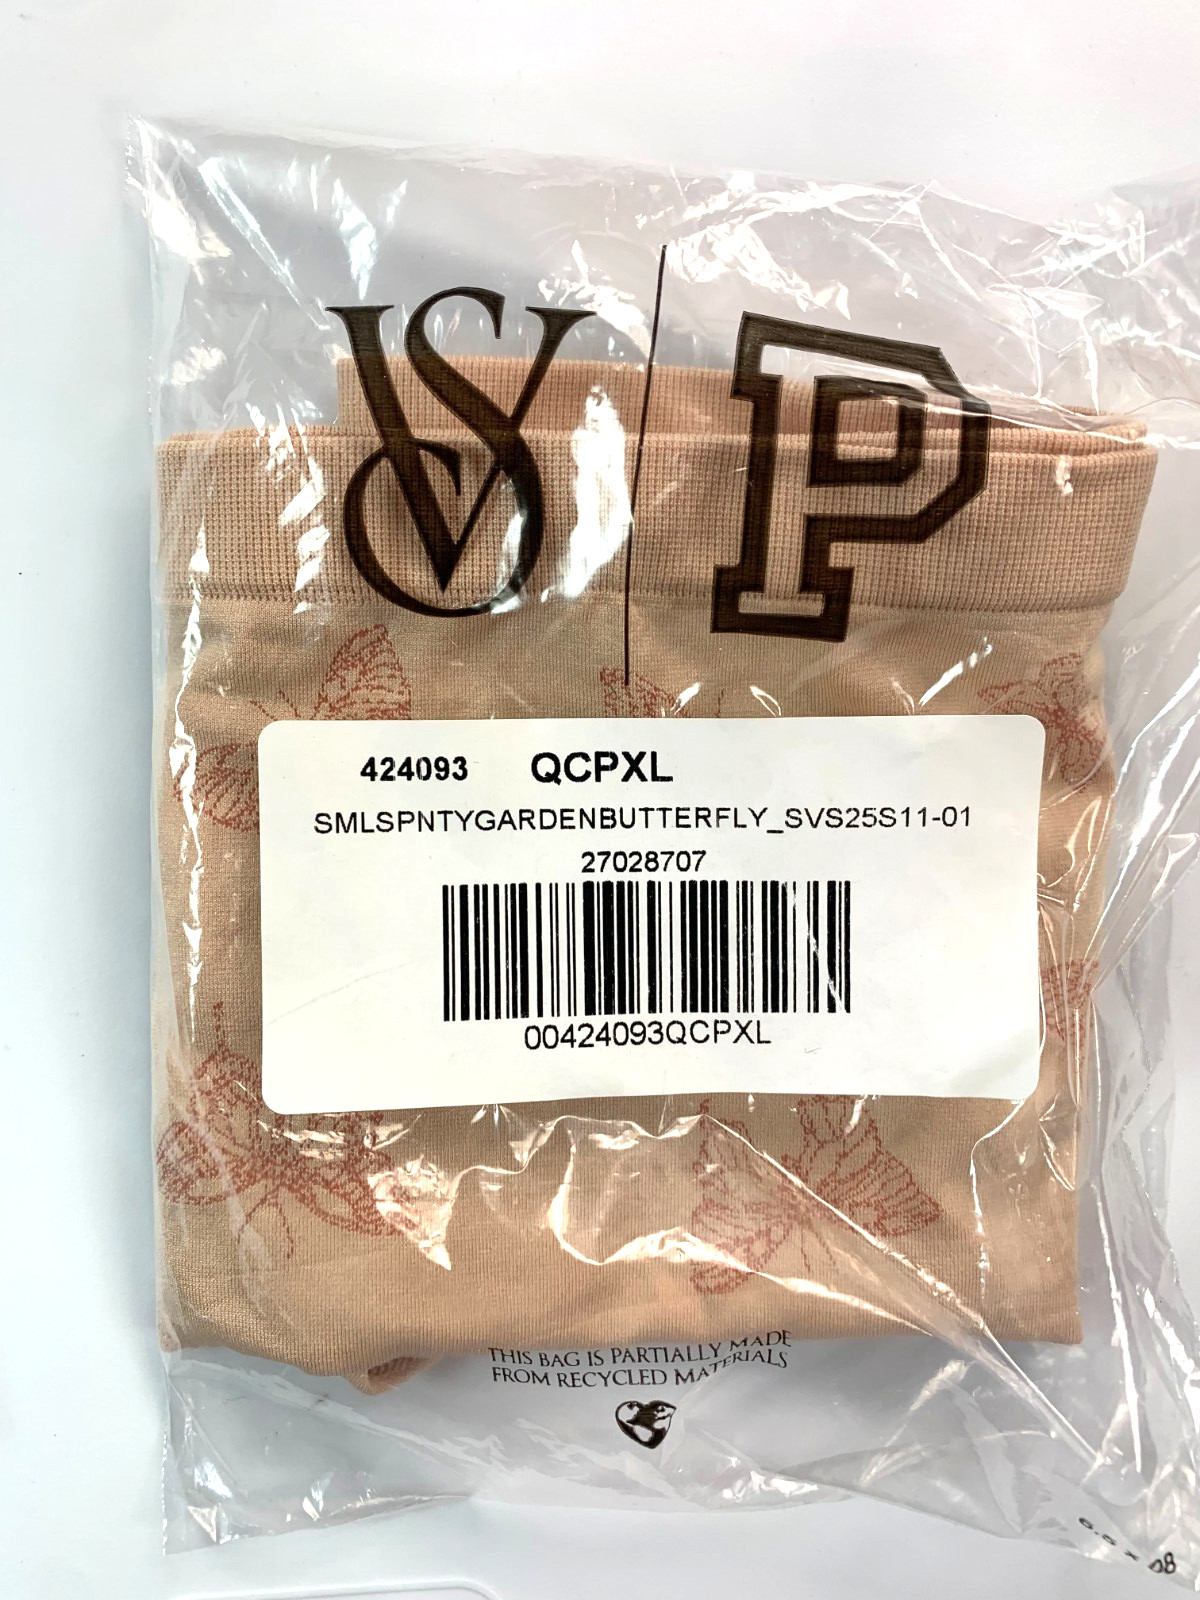 VS P
424093 QCPXL
SMLSPNTYGARDENBUTTERFLY_SVS25S11-01
27028707
00424093QCPXL
THIS BAG IS PARTIALLY MADE
FROM RECYCLED MATERIALS